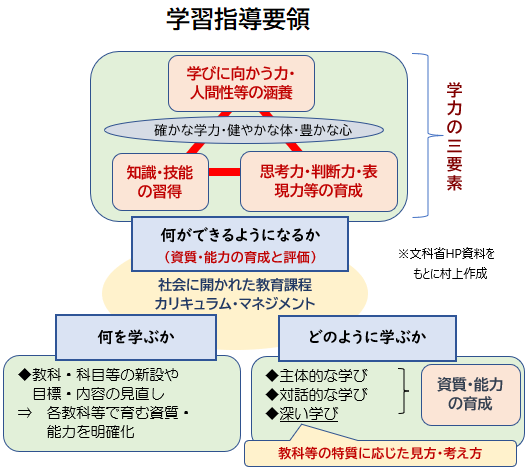 学習指導要領
学びに向かう力・
人間性等の涵養
確かな学力・健やかな体・豊かな心
知識・技能
の習得
思考力・判断力・表
現力等の育成
学力の三要素
何ができるようになるか
（資質・能力の育成と評価）
※文科省HP資料を
もとに村上作成
社会に開かれた教育課程
カリキュラム・マネジメント
何を学ぶか
◆教科・科目等の新設や
目標・内容の見直し
⇒ 各教科等で育む資質・
能力を明確化
どのように学ぶか
◆主体的な学び
◆対話的な学び
◆深い学び
資質・能力
の育成
教科等の特質に応じた見方・考え方